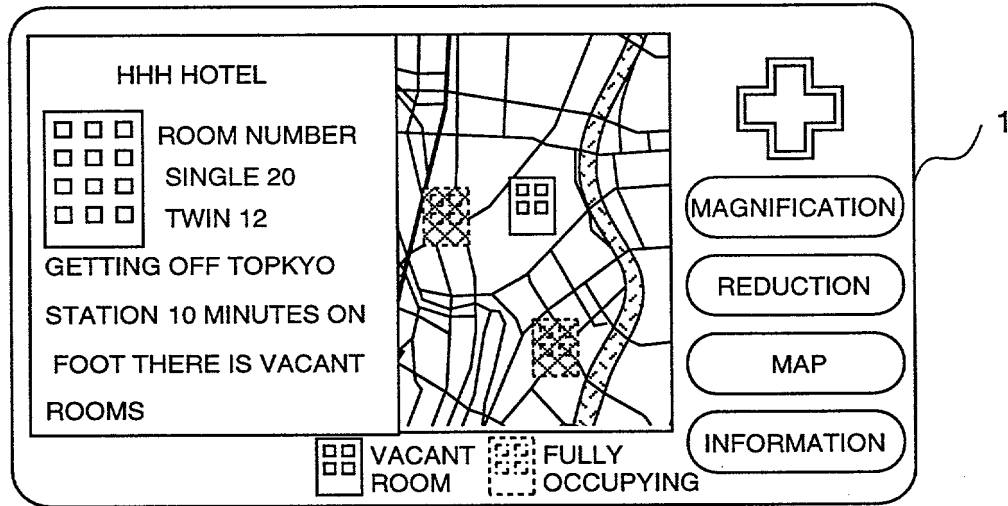 HHH HOTEL
ROOM NUMBER
SINGLE 20
TWIN 12
GETTING OFF TOPKYO
STATION 10 MINUTES ON
FOOT THERE IS VACANT
ROOMS
MAGNIFICATION
REDUCTION
MAP
INFORMATION
VACANT
ROOM
FULLY
OCCUPYING
1